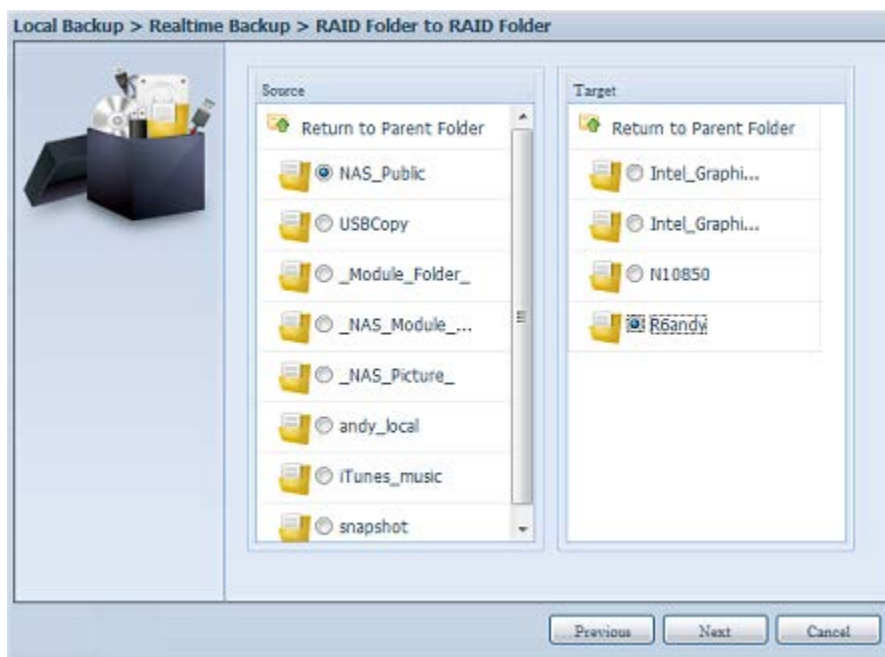 Local Backup > Realtime Backup > RAID Folder to RAID Folder
Source
Return to Parent Folder
NAS_Public
USBCopy
_Module_Folder_
_NAS_Module_...
_NAS_Picture_
andy_local
iTunes_music
snapshot
Target
Return to Parent Folder
Intel_Graphi...
Intel_Graphi...
N10850
R6andy
Previous
Next
Cancel